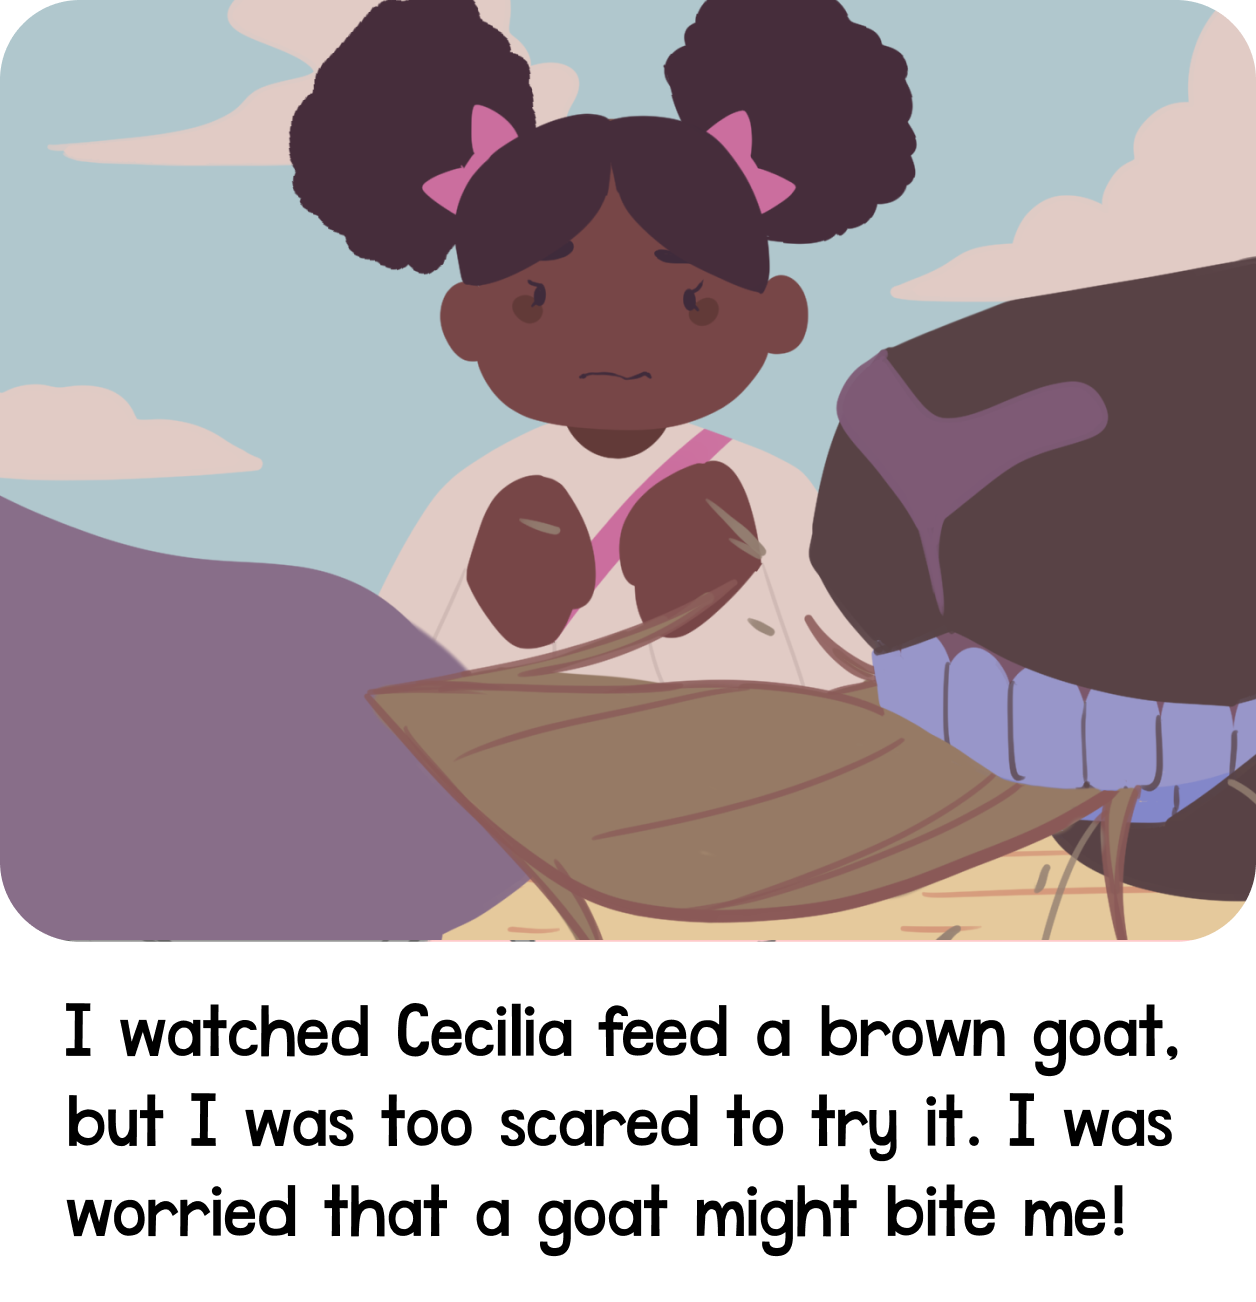 I watched Cecilia feed a brown goat,
but I was too scared to try it. I was
worried that a goat might bite me!